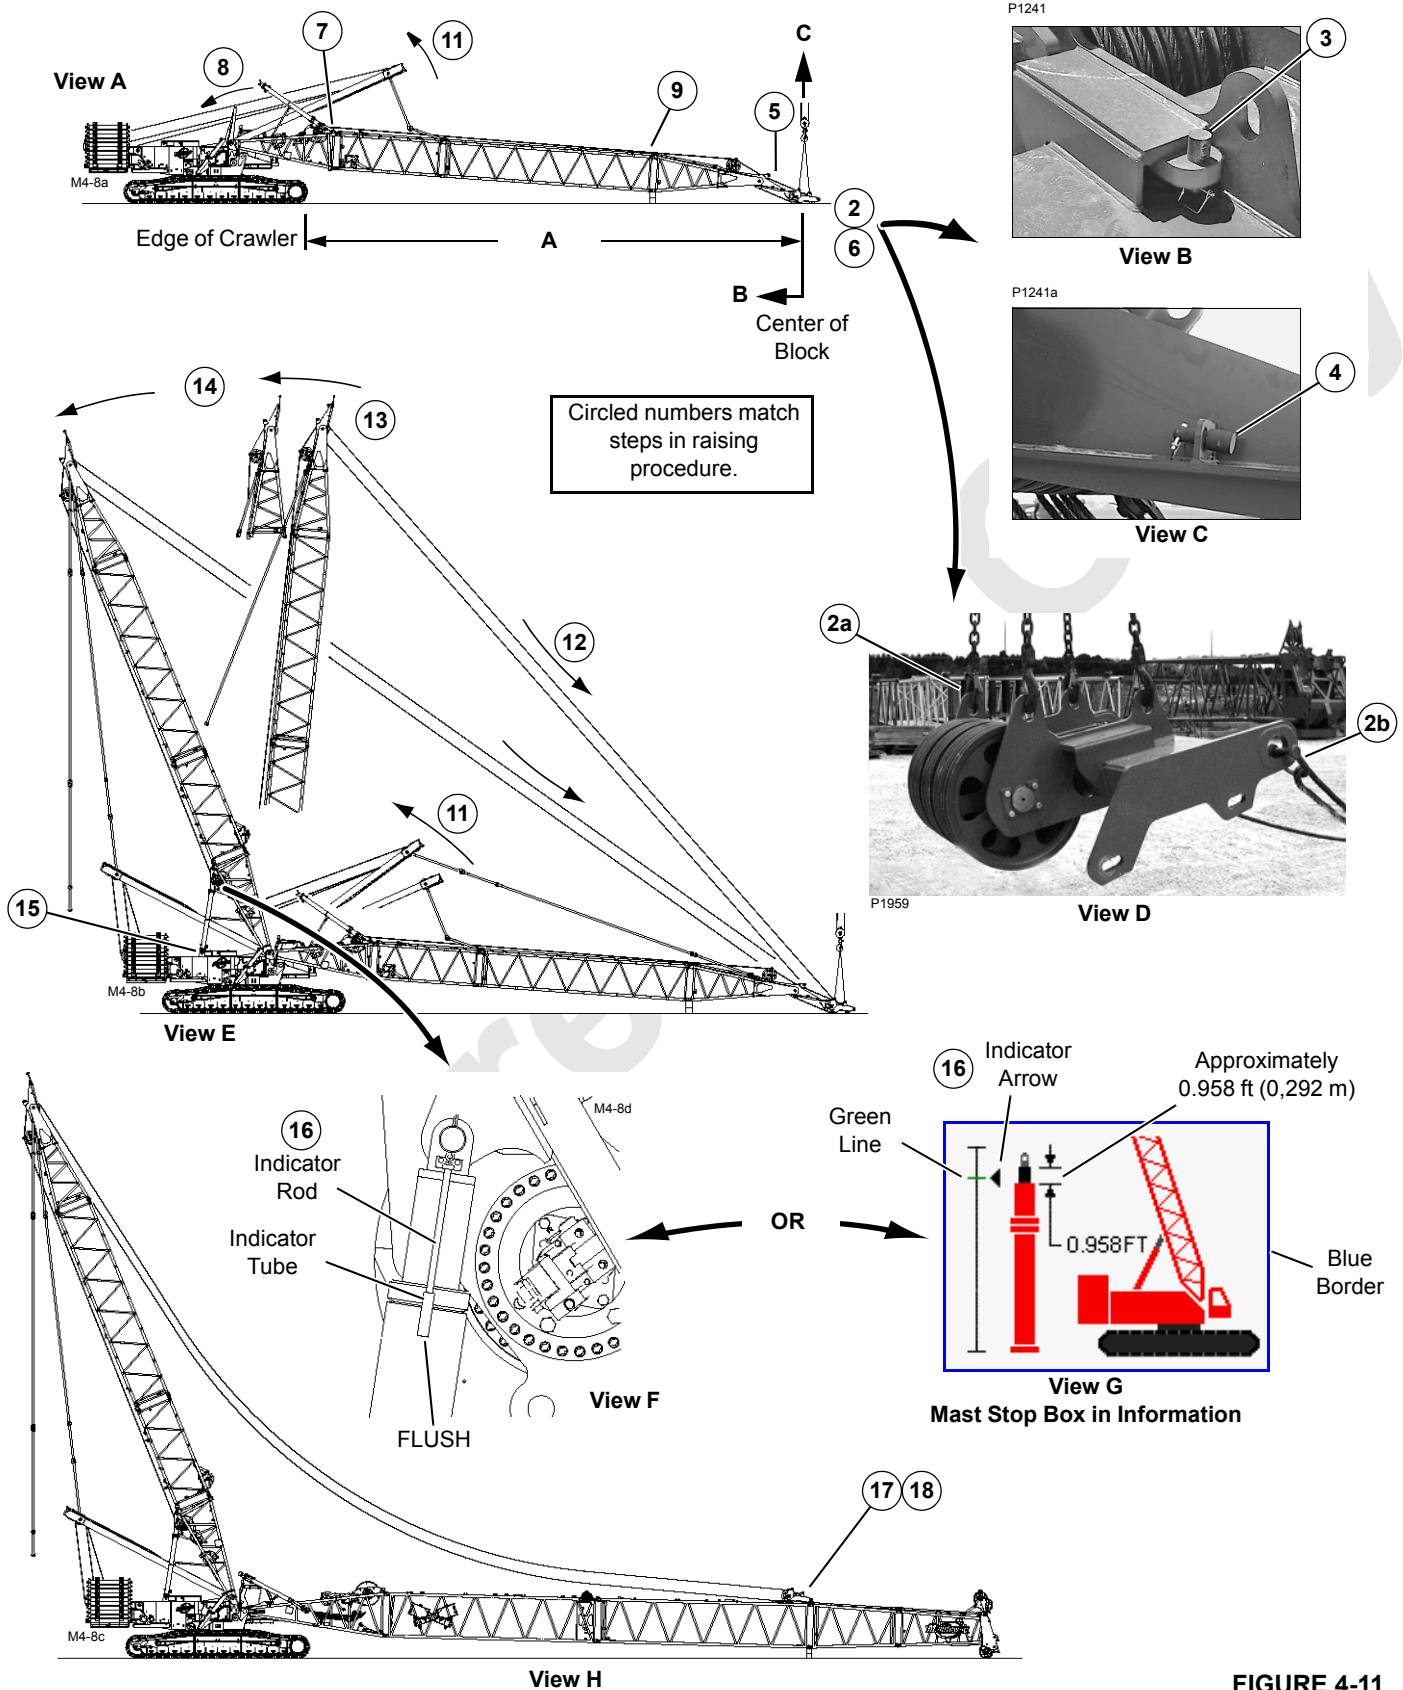 P1241
3
View B
View A
8
7
11
9
5
C
M4-8a
2
6
Edge of Crawler
A
B
Center of
Block
P1241a
4
View C
14
13
Circled numbers match
steps in raising
procedure.
12
11
15
M4-8b
View E
2a
2b
P1959
View D
16
Indicator
Rod
Indicator
Tube
M4-8d
FLUSH
View F
OR
16
Indicator
Arrow
Approximately
0.958 ft (0,292 m)
Green
Line
0.958FT
Blue
Border
View G
Mast Stop Box in Information
17
18
M4-8c
View H
FIGURE 4-11